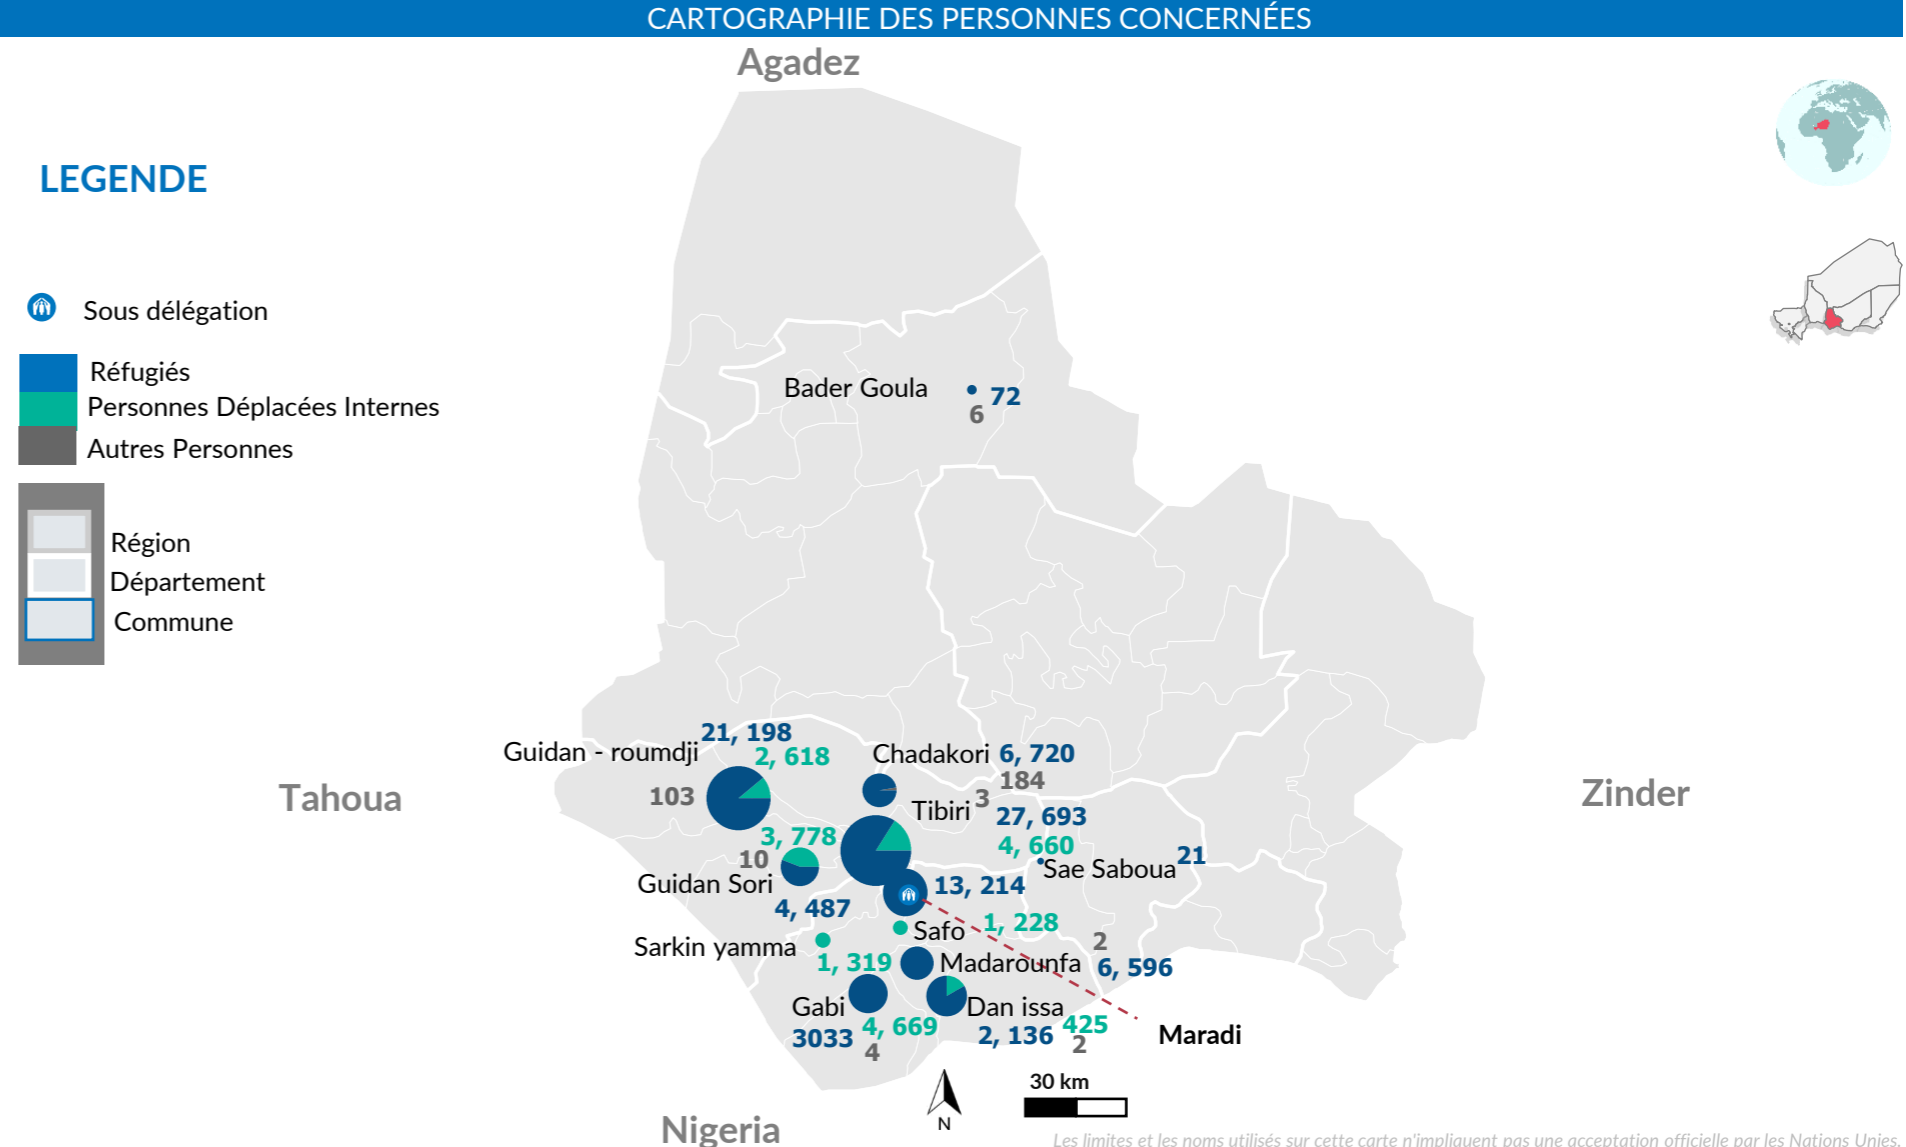 CARTOGRAPHIE DES PERSONNES CONCERNÉES
Agadez
LEGENDE
Sous délégation
Réfugiés
Personnes Déplacées Internes
Autres Personnes
Région
Département
Commune
Bader Goula
72
6
21, 198
Guidan - roumdji
2, 618
103
Chadakori
6, 720
184
Tibiri
3
27, 693
4, 660
Tahoua
Zinder
3, 778
10
Guidan Sori
4, 487
Sae Saboua
21
13, 214
Safo
1, 228
Sarkin yamma
1, 319
Madarounfa
2
6, 596
Gabi
3033
4, 669
4
Dan issa
2, 136
425
2
Maradi
30 km
N
Nigeria
Les limites et les noms utilisés sur cette carte n'impliquent pas une acceptation officielle par les Nations Unies.